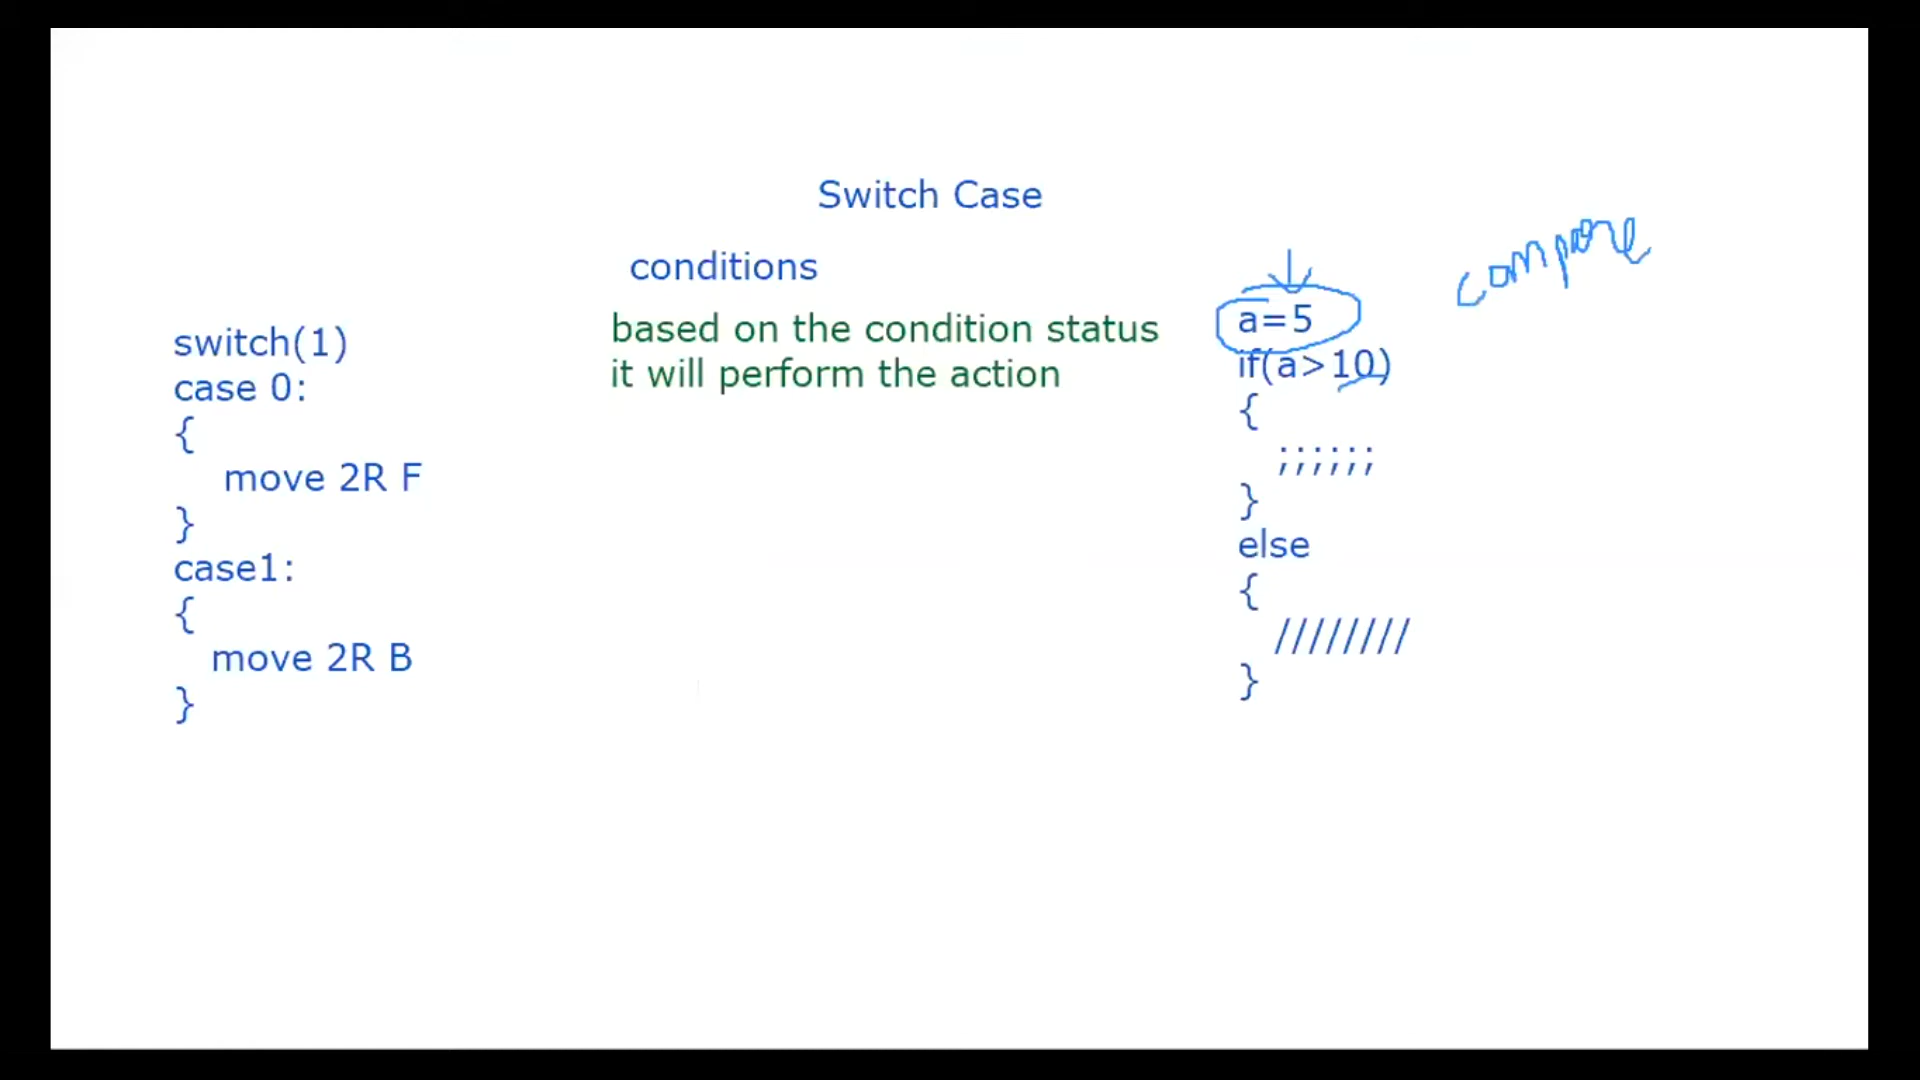 Switch Case
conditions
based on the condition status
it will perform the action
switch(1)
case 0:
{
move 2R F
}
case1:
{
move 2R B
}
compare
a=5
if(a>10)
{
;;;;;;
}
else
{
////////
}